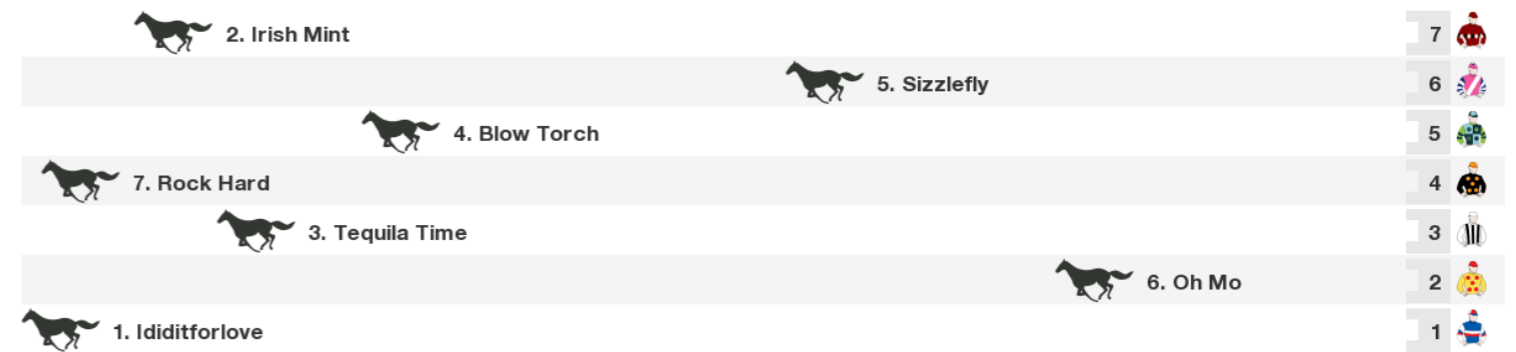 2. Irish Mint 7
5. Sizzlefly 6
4. Blow Torch 5
7. Rock Hard 4
3. Tequila Time 3
6. Oh Mo 2
1. Ididitforlove 1